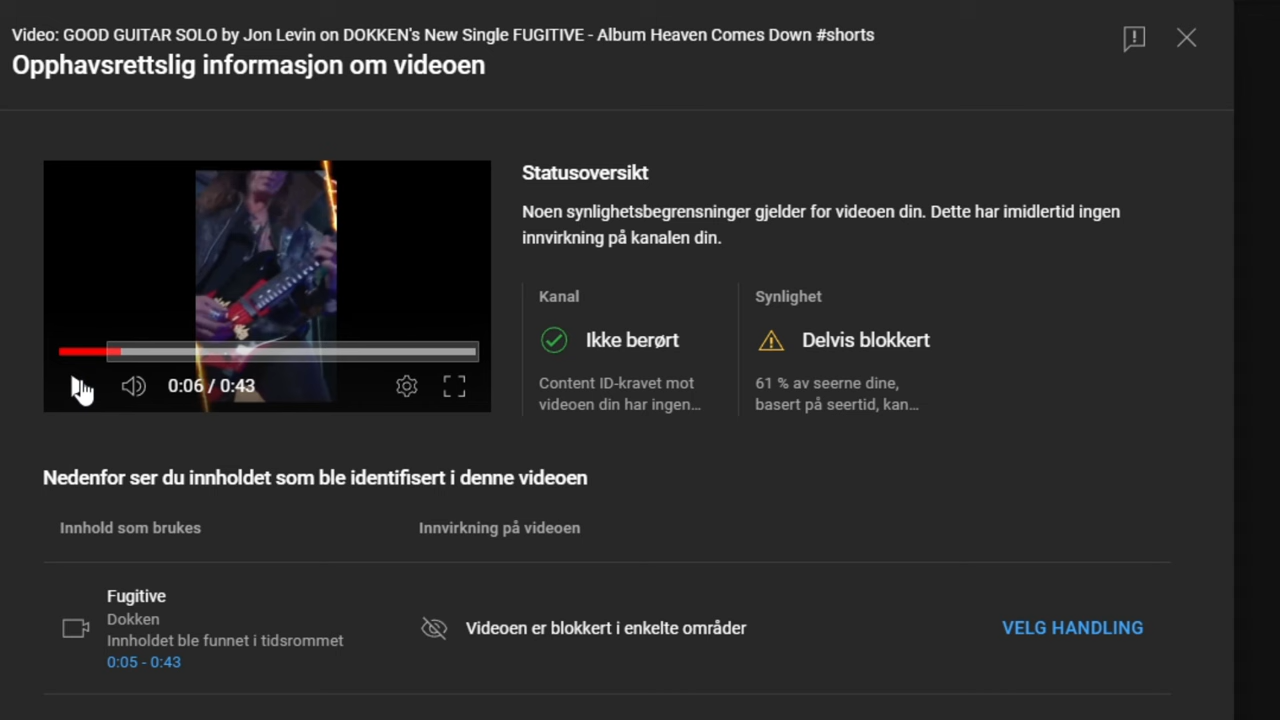 Video: GOOD GUITAR SOLO by Jon Levin on DOKKEN's New Single FUGITIVE - Album Heaven Comes Down #shorts
Opphavsrettslig informasjon om videoen
Statusoversikt
Noen synlighetsbegrensninger gjelder for videoen din. Dette har imidlertid ingen
innvirkning på kanalen din.
Kanal
Ikke berørt
Content ID-kravet mot
videoen din har ingen…
Synlighet
Delvis blokkert
61 % av seerne dine,
basert på seertid, kan…
0:06 / 0:43
Nedenfor ser du innholdet som ble identifisert i denne videoen
Innhold som brukes
Innvirkning på videoen
Fugitive
Dokken
Innholdet ble funnet i tidsrommet
0:05 - 0:43
Videoen er blokkert i enkelte områder
VELG HANDLING